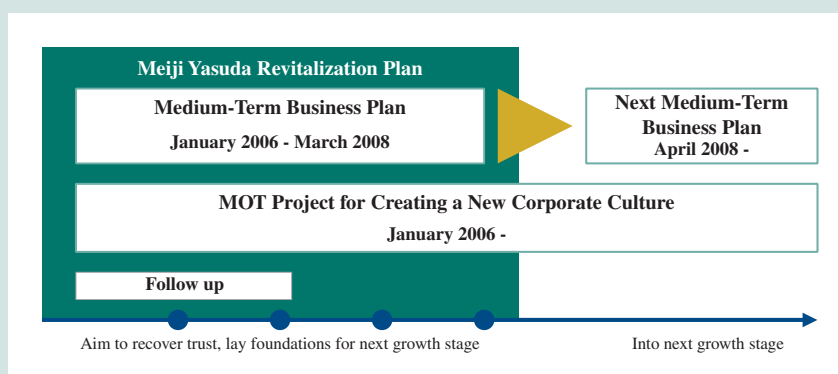 Meiji Yasuda Revitalization Plan
Medium-Term Business Plan
January 2006 - March 2008
Next Medium-Term
Business Plan
April 2008 -
MOT Project for Creating a New Corporate Culture
January 2006 -
Follow up
Aim to recover trust, lay foundations for next growth stage
Into next growth stage